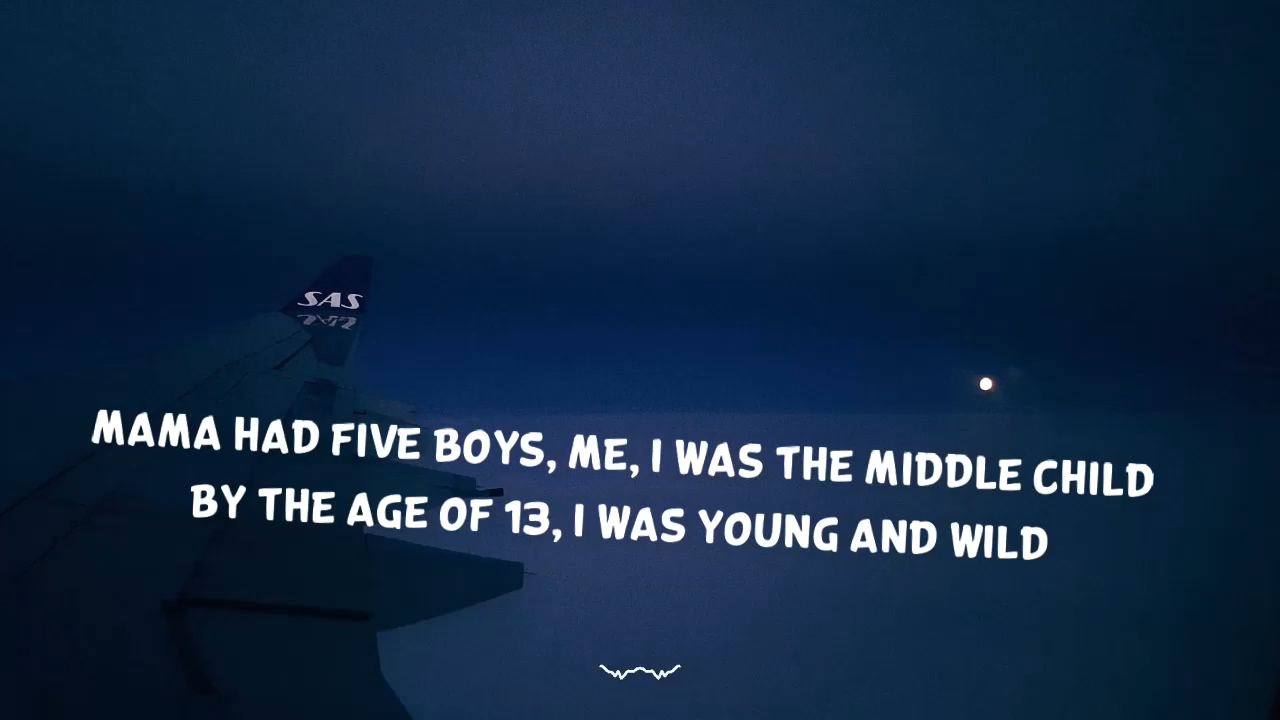 SAS
MAMA HAD FIVE BOYS, ME, I WAS THE MIDDLE CHILD
BY THE AGE OF 13, I WAS YOUNG AND WILD